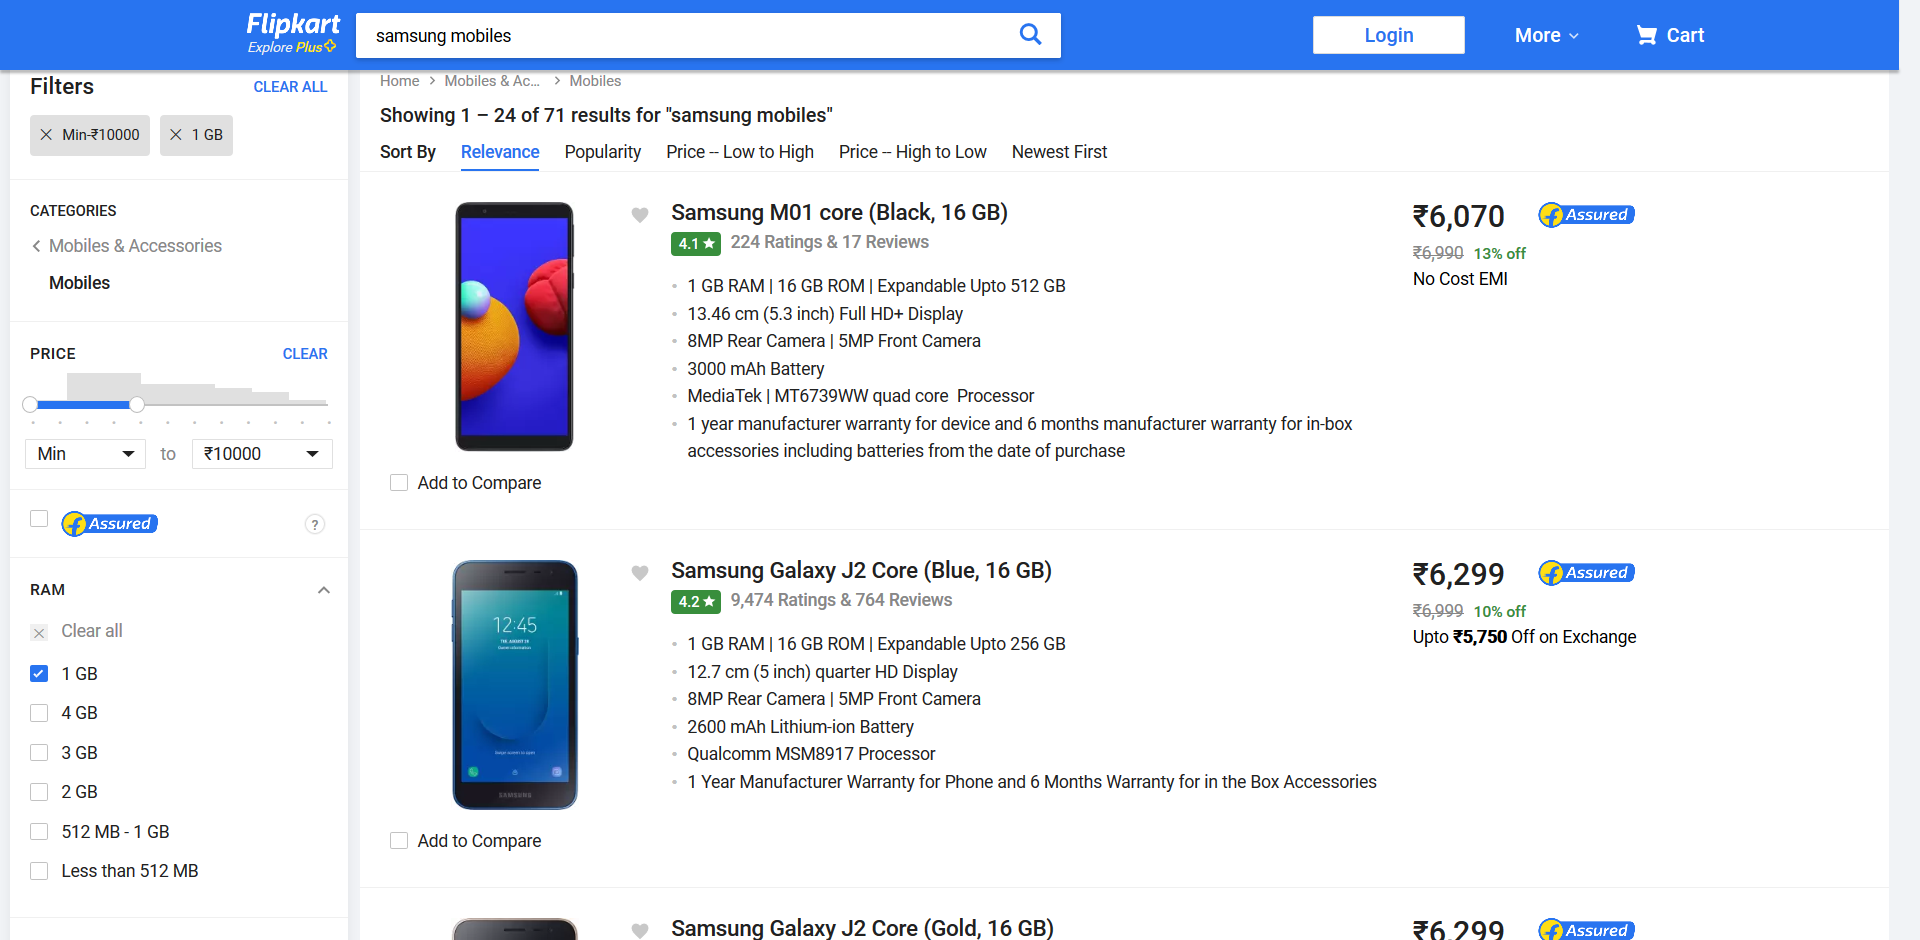 Flipkart
Explore Plus
samsung mobiles
Login
More
Cart
Filters
CLEAR ALL
Min-₹10000
1 GB
CATEGORIES
Mobiles & Accessories
Mobiles
PRICE
CLEAR
Min
to
₹10000
Assured
?
RAM
Clear all
1 GB
4 GB
3 GB
2 GB
512 MB - 1 GB
Less than 512 MB
Home
Mobiles & Ac...
Mobiles
Showing 1 – 24 of 71 results for "samsung mobiles"
Sort By
Relevance
Popularity
Price -- Low to High
Price -- High to Low
Newest First
Samsung M01 core (Black, 16 GB)
4.1 ★
224 Ratings & 17 Reviews
1 GB RAM | 16 GB ROM | Expandable Upto 512 GB
13.46 cm (5.3 inch) Full HD+ Display
8MP Rear Camera | 5MP Front Camera
3000 mAh Battery
MediaTek | MT6739WW quad core Processor
1 year manufacturer warranty for device and 6 months manufacturer warranty for in-box
accessories including batteries from the date of purchase
Add to Compare
₹6,070
Assured
₹6,990 13% off
No Cost EMI
12:45
SAMSUNG
Samsung Galaxy J2 Core (Blue, 16 GB)
4.2 ★
9,474 Ratings & 764 Reviews
1 GB RAM | 16 GB ROM | Expandable Upto 256 GB
12.7 cm (5 inch) quarter HD Display
8MP Rear Camera | 5MP Front Camera
2600 mAh Lithium-ion Battery
Qualcomm MSM8917 Processor
1 Year Manufacturer Warranty for Phone and 6 Months Warranty for in the Box Accessories
Add to Compare
₹6,299
Assured
₹6,999 10% off
Upto ₹5,750 Off on Exchange
Samsung Galaxy J2 Core (Gold, 16 GB)
₹6,299
Assured